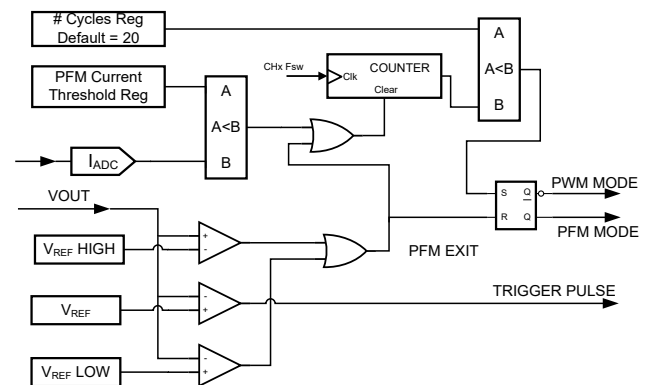 # Cycles Reg
Default = 20
PFM Current
Threshold Reg
A
A<B
B
IADC
CHx Fsw
Clk
COUNTER
Clear
A
A<B
B
S
R
Q
Q
PWM MODE
PFM MODE
PFM EXIT
VOUT
VREF HIGH
+
-
VREF
-
+
TRIGGER PULSE
VREF LOW
-
+